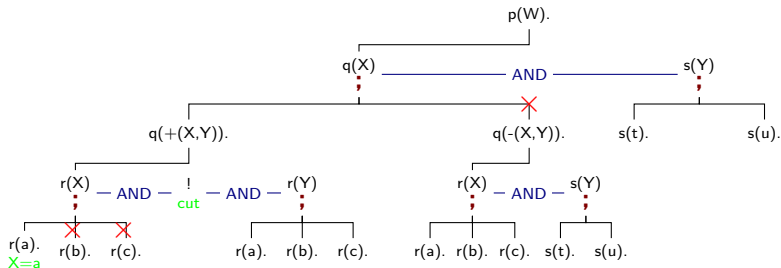 p(W).
q(X) AND s(Y)
; ;
q(+(X,Y)). q(-(X,Y)). s(t). s(u).
r(X) AND ! AND r(Y) r(X) AND s(Y)
; cut ; ; ;
r(a). r(b). r(c). r(a). r(b). r(c). r(a). r(b). r(c). s(t). s(u).
X=a